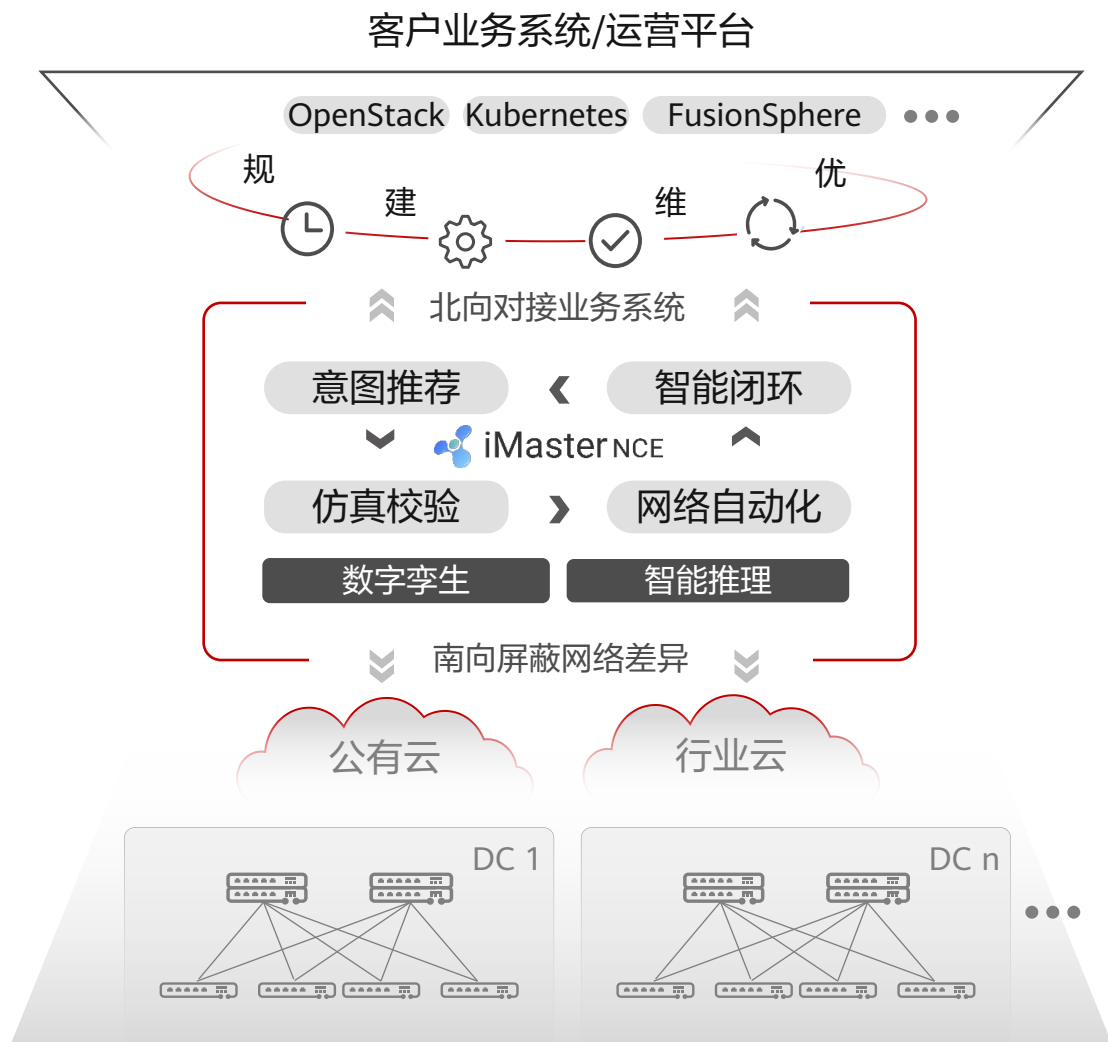 客户业务系统/运营平台
OpenStack Kubernetes FusionSphere
规
建
维
优
北向对接业务系统
意图推荐 智能闭环
iMaster NCE
仿真校验 网络自动化
数字孪生 智能推理
南向屏蔽网络差异
公有云 行业云
DC 1 DC n